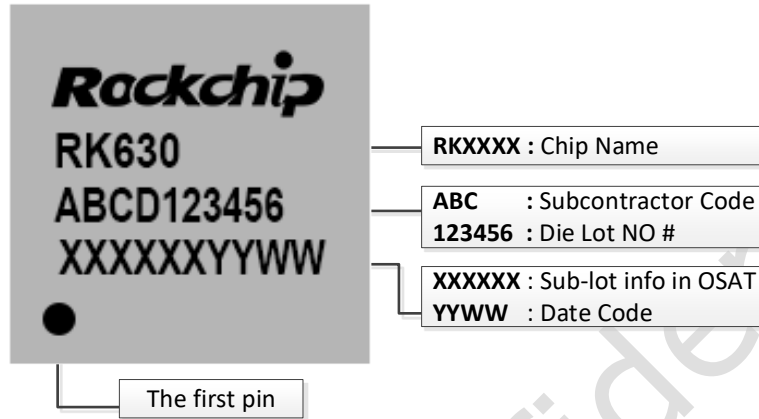 Rockchip
RK630
ABCD123456
XXXXXXYYWW
RKXXXX : Chip Name
ABC : Subcontractor Code
123456 : Die Lot NO #
XXXXXX : Sub-lot info in OSAT
YYWW : Date Code
The first pin